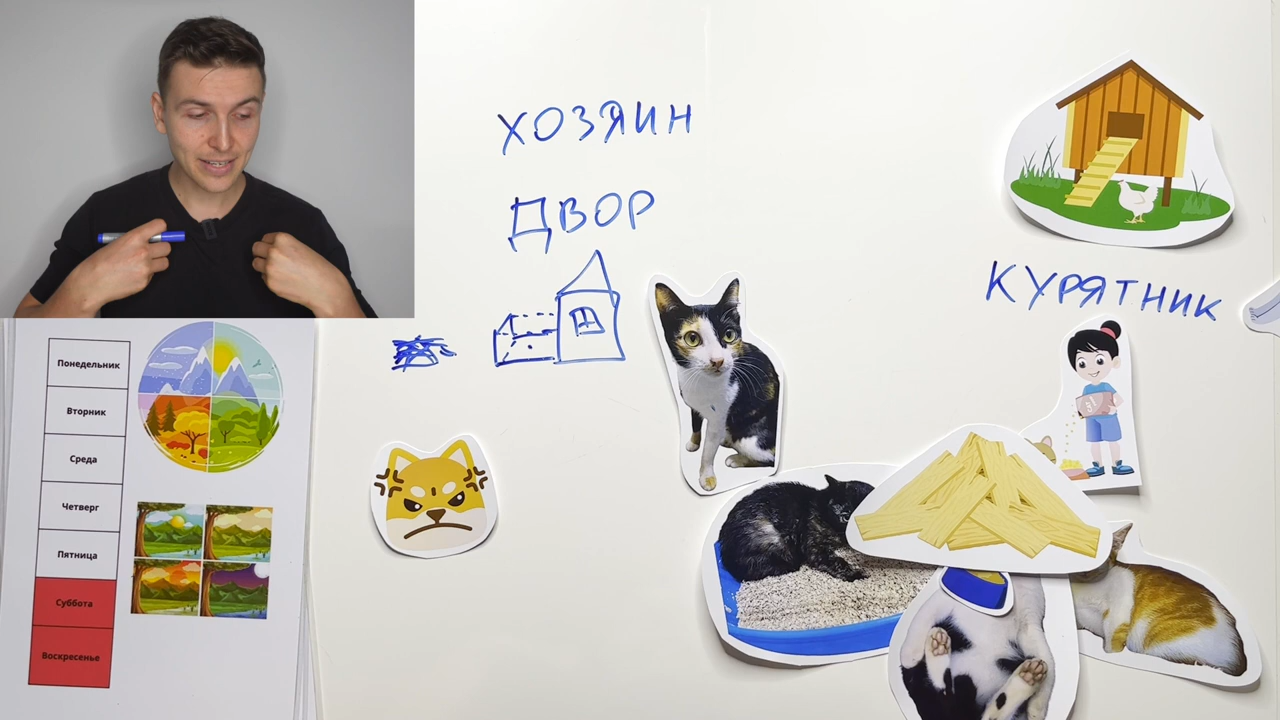 ХОЗЯИН
ДВОР
КУРЯТНИК
Понедельник
Вторник
Среда
Четверг
Пятница
Суббота
Воскресенье